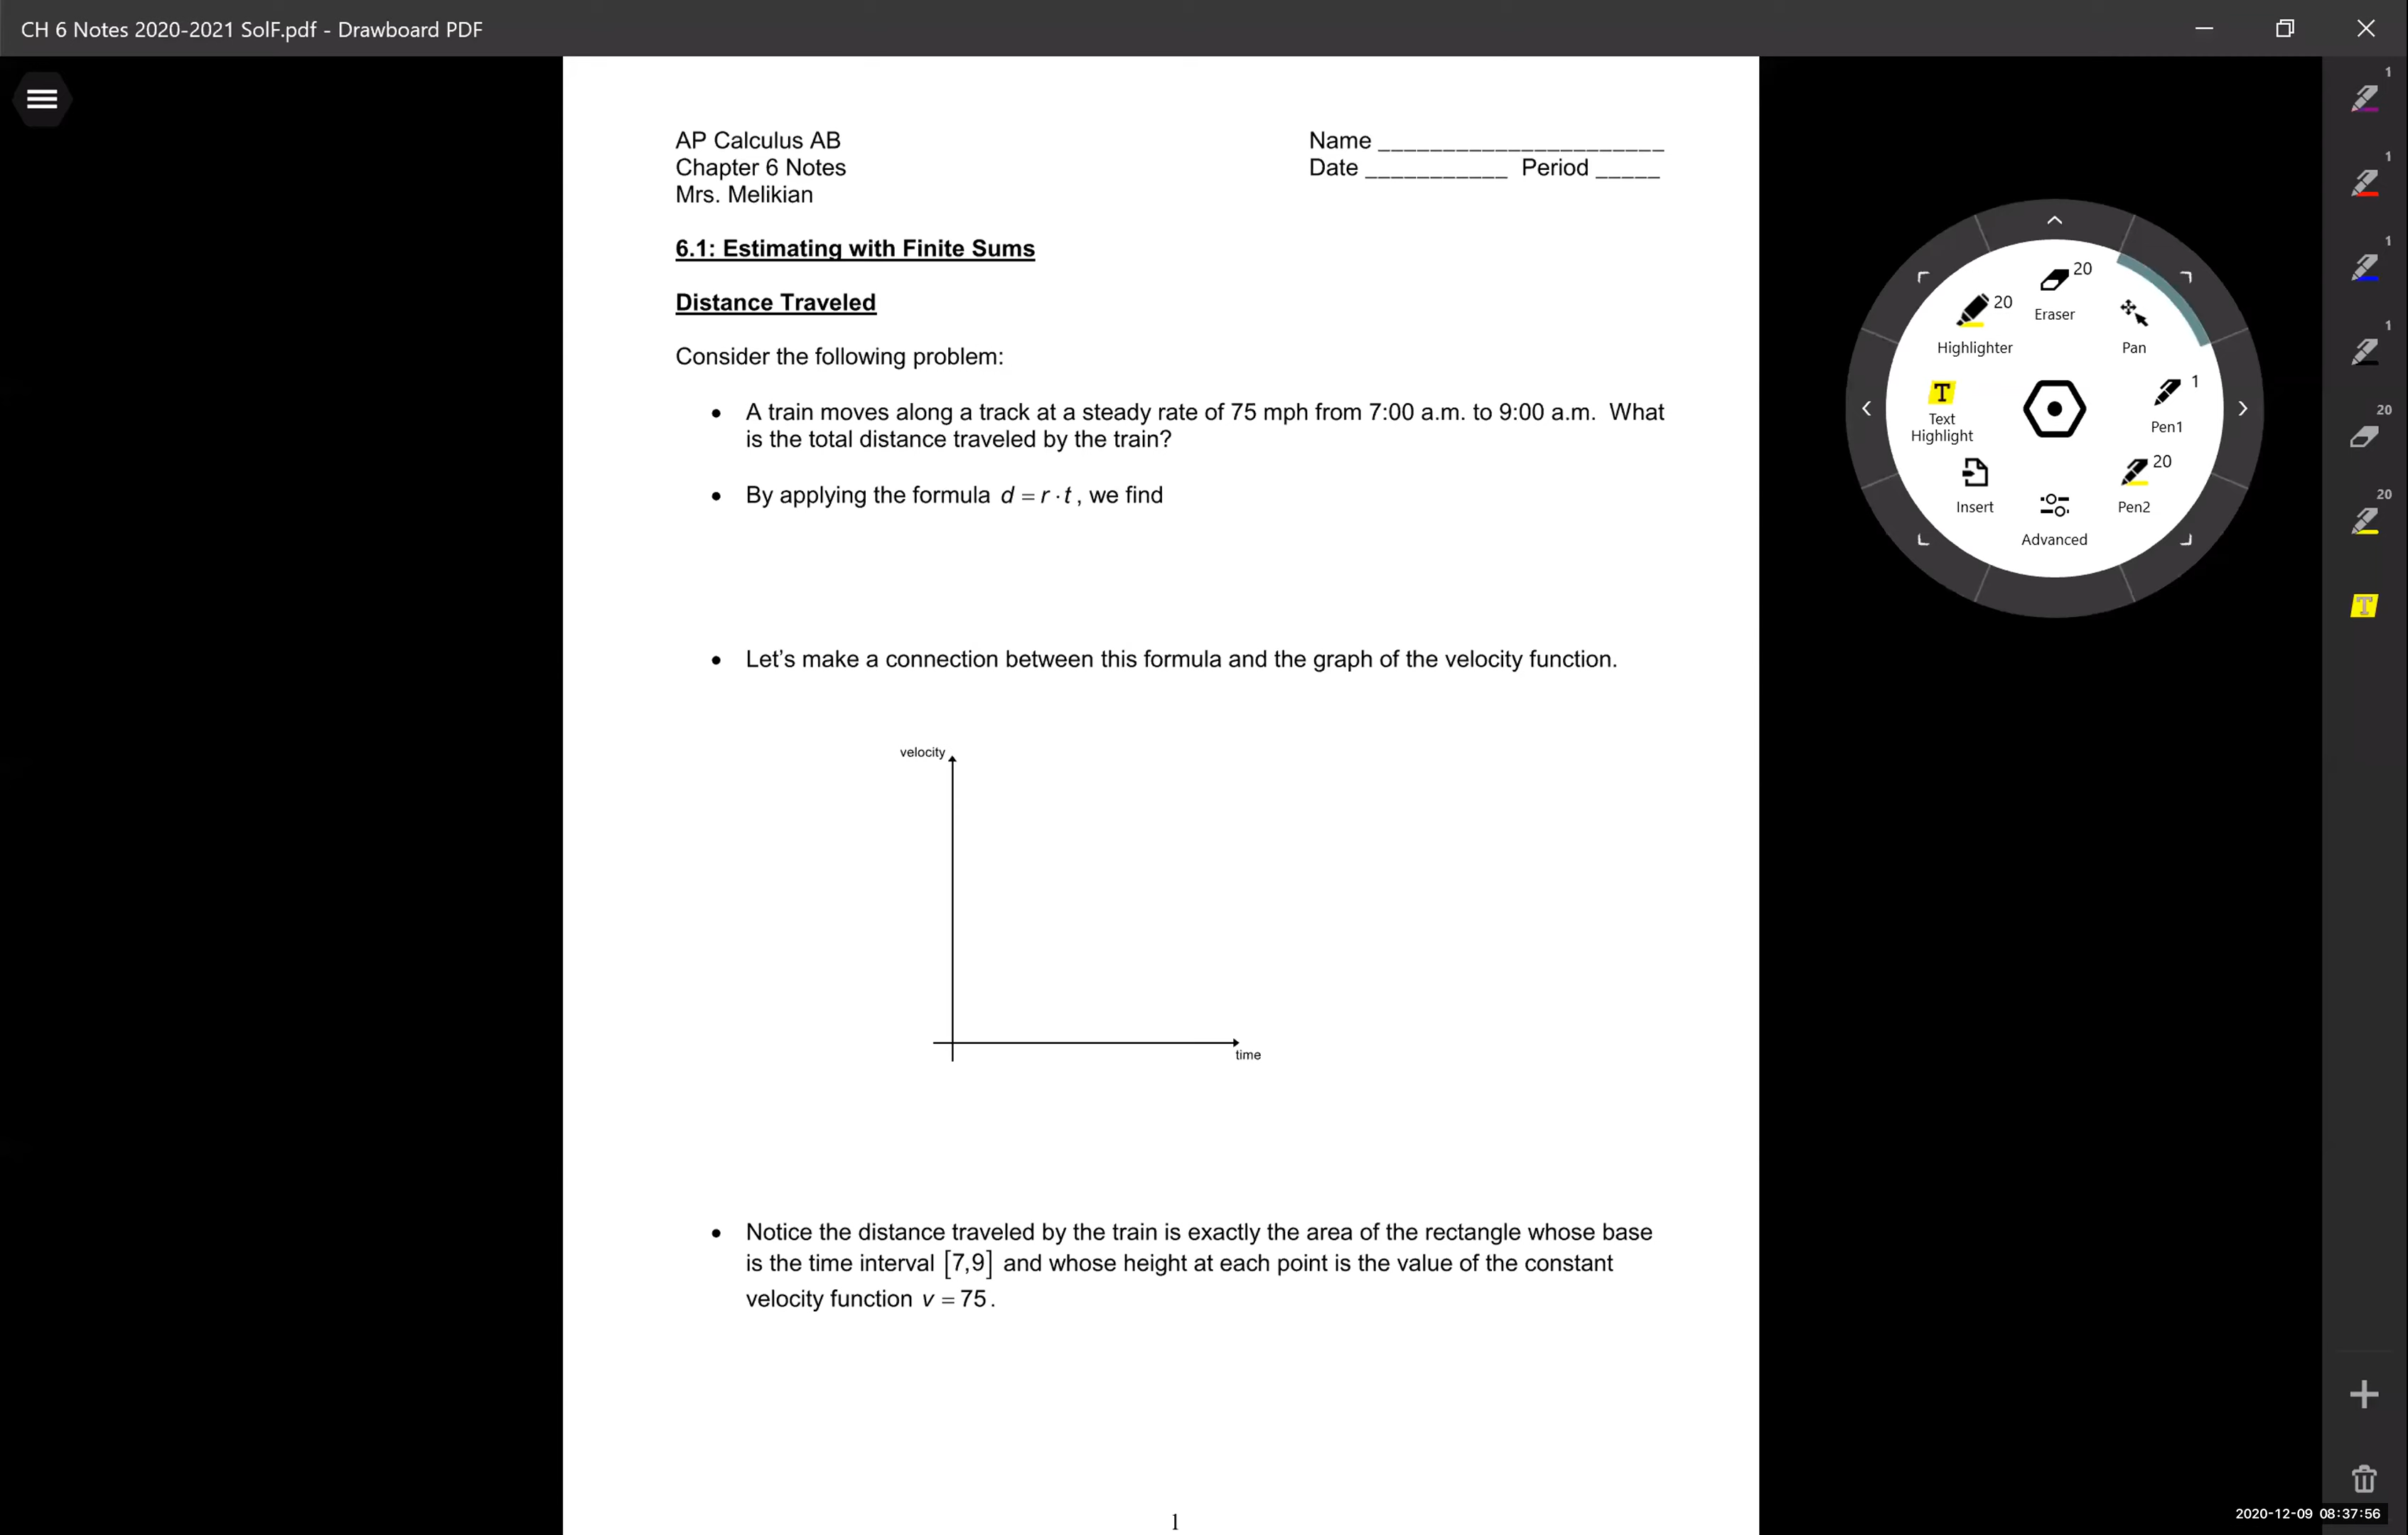 CH 6 Notes 2020-2021 SolF.pdf - Drawboard PDF
AP Calculus AB
Name ______________________
Chapter 6 Notes
Date ___________ Period _____
Mrs. Melikian
6.1: Estimating with Finite Sums
Distance Traveled
Consider the following problem:
• A train moves along a track at a steady rate of 75 mph from 7:00 a.m. to 9:00 a.m. What
is the total distance traveled by the train?
• By applying the formula d = r · t, we find
• Let’s make a connection between this formula and the graph of the velocity function.
velocity
time
• Notice the distance traveled by the train is exactly the area of the rectangle whose base
is the time interval [7,9] and whose height at each point is the value of the constant
velocity function v = 75.
1
20
Eraser
20
Highlighter
Pan
T
Text
Highlight
1
Pen1
Insert
20
Pen2
Advanced
1
1
1
1
20
20
T
2020-12-09 08:37:56